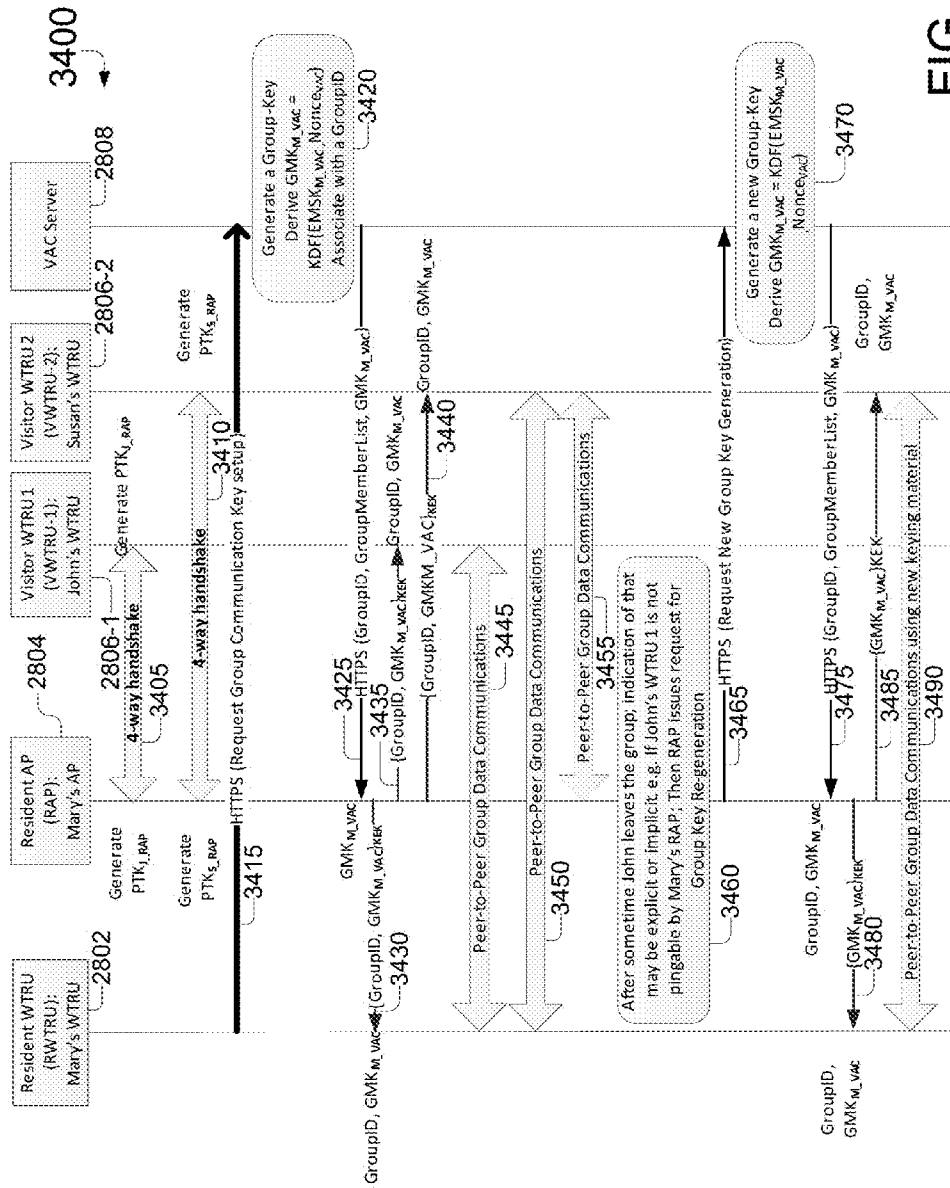 3400
Resident WTRU
(RWTRU):
Mary's WTRU
2802
Resident AP
(RAP):
Mary's AP
2804
Visitor WTRU 1
(VWTRU-1):
John's WTRU
2806-1
Visitor WTRU 2
(VWTRU-2):
Susan's WTRU
2806-2
VAC Server
2808
Generate
PTKJ_RAP
4-way handshake
3405
Generate PTKJ_RAP
Generate
PTKS_RAP
4-way handshake
3410
Generate
PTKS_RAP
HTTPS {Request Group Communication Key setup}
3415
Generate a Group-Key
Derive GMKM_VAC =
KDF(EMSKM_VAC, NonceVAC)
Associate with a GroupID
3420
HTTPS {GroupID, GroupMemberList, GMKM_VAC}
3425
GMKM_VAC
GroupID, GMKM_VAC
{GroupID, GMKM_VAC}KEK
3430
3435
{GroupID, GMKM_VAC}KEK
GroupID, GMKM_VAC
{GroupID, GMKM_VAC}KEK
3440
GroupID, GMKM_VAC
Peer-to-Peer Group Data Communications
3445
Peer-to-Peer Group Data Communications
3450
Peer-to-Peer Group Data Communications
3455
After sometime John leaves the group, indication of that
may be explicit or implicit. e.g. If John's WTRU 1 is not
pingable by Mary's RAP; Then RAP issues request for
Group Key Re-generation
3460
HTTPS {Request New Group Key Generation}
3465
Generate a new Group-Key
Derive GMKM_VAC = KDF(EMSKM_VAC
NonceVAC)
3470
HTTPS {GroupID, GroupMemberList, GMKM_VAC}
3475
GroupID, GMKM_VAC
GroupID,
GMKM_VAC
{GMKM_VAC}KEK
3480
{GMKM_VAC}KEK
3485
GroupID,
GMKM_VAC
Peer-to-Peer Group Data Communications using new keying material
3490
FIG